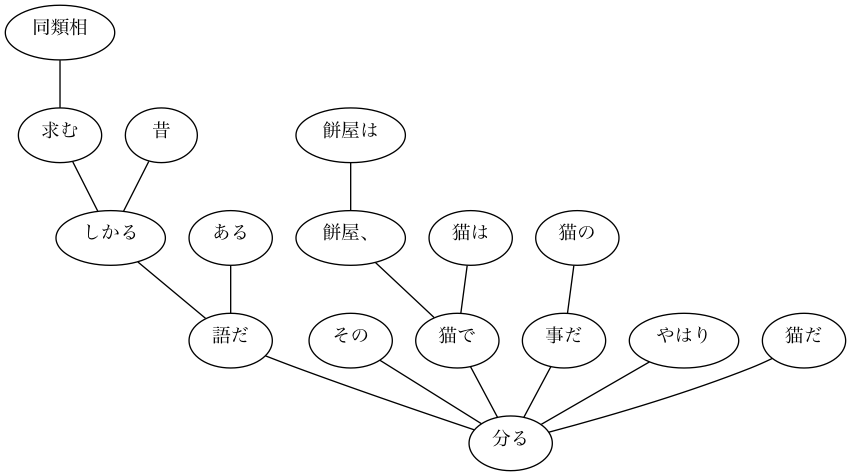 同類相
求む
昔
餅屋は
しかる
ある
餅屋、
猫は
猫の
語だ
その
猫で
事だ
やはり
猫だ
分る